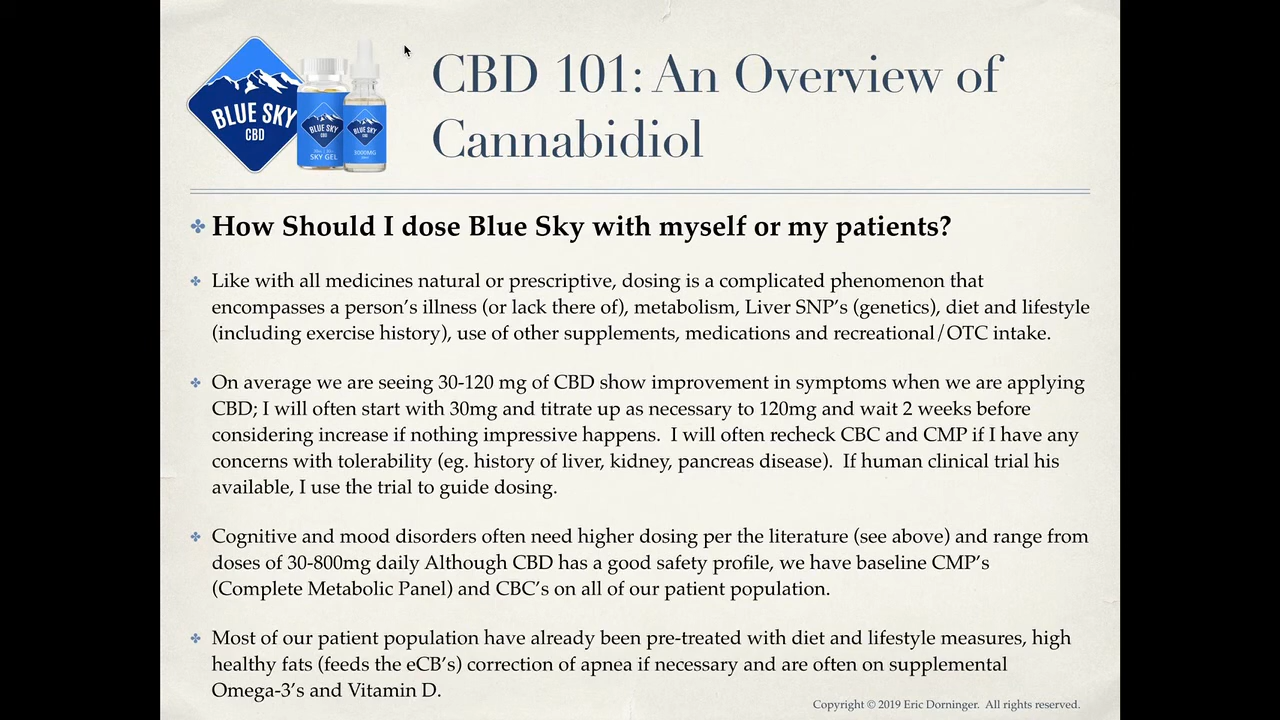 BLUE SKY
CBD
BLUE SKY
CBD
SKY GEL
BLUE SKY
CBD
3000MG
CBD 101: An Overview of
Cannabidiol
How Should I dose Blue Sky with myself or my patients?
Like with all medicines natural or prescriptive, dosing is a complicated phenomenon that
encompasses a person's illness (or lack there of), metabolism, Liver SNP's (genetics), diet and lifestyle
(including exercise history), use of other supplements, medications and recreational/OTC intake.
On average we are seeing 30-120 mg of CBD show improvement in symptoms when we are applying
CBD; I will often start with 30mg and titrate up as necessary to 120mg and wait 2 weeks before
considering increase if nothing impressive happens.  I will often recheck CBC and CMP if I have any
concerns with tolerability (eg. history of liver, kidney, pancreas disease).  If human clinical trial his
available, I use the trial to guide dosing.
Cognitive and mood disorders often need higher dosing per the literature (see above) and range from
doses of 30-800mg daily Although CBD has a good safety profile, we have baseline CMP's
(Complete Metabolic Panel) and CBC's on all of our patient population.
Most of our patient population have already been pre-treated with diet and lifestyle measures, high
healthy fats (feeds the eCB's) correction of apnea if necessary and are often on supplemental
Omega-3's and Vitamin D.
Copyright © 2019 Eric Dorninger.  All rights reserved.